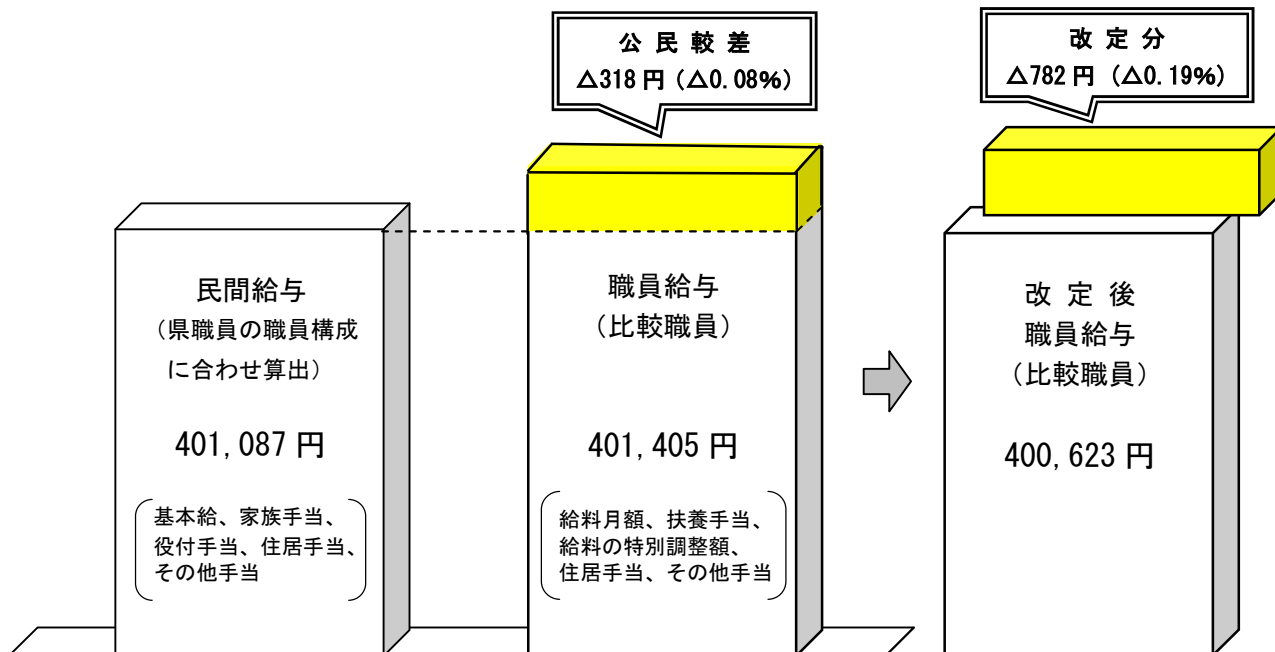 公 民 較 差
△318 円（△0.08％）
改 定 分
△782 円（△0.19％）
民間給与
（県職員の職員構成
に合わせ算出）
401,087 円
基本給、家族手当、
役付手当、住居手当、
その他手当
職員給与
（比較職員）
401,405 円
給料月額、扶養手当、
給料の特別調整額、
住居手当、その他手当
改 定 後
職員給与
（比較職員）
400,623 円